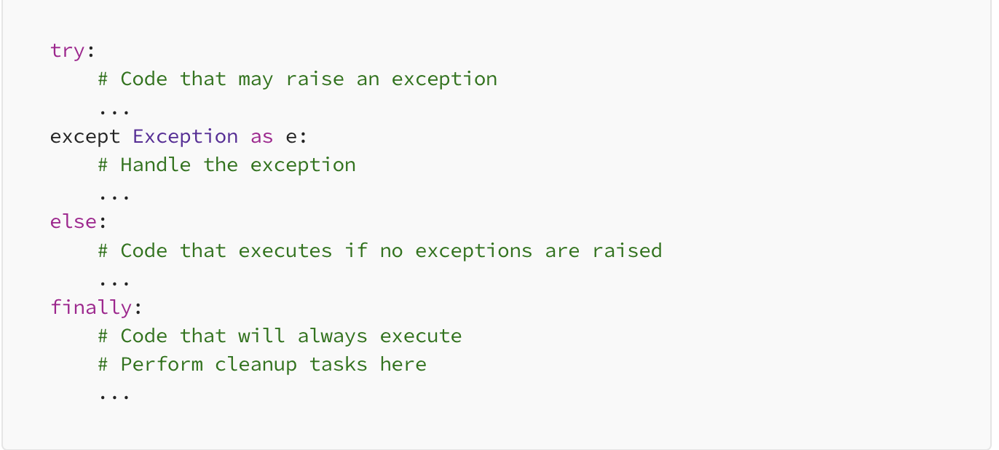 try:
    # Code that may raise an exception
    ...
except Exception as e:
    # Handle the exception
    ...
else:
    # Code that executes if no exceptions are raised
    ...
finally:
    # Code that will always execute
    # Perform cleanup tasks here
    ...